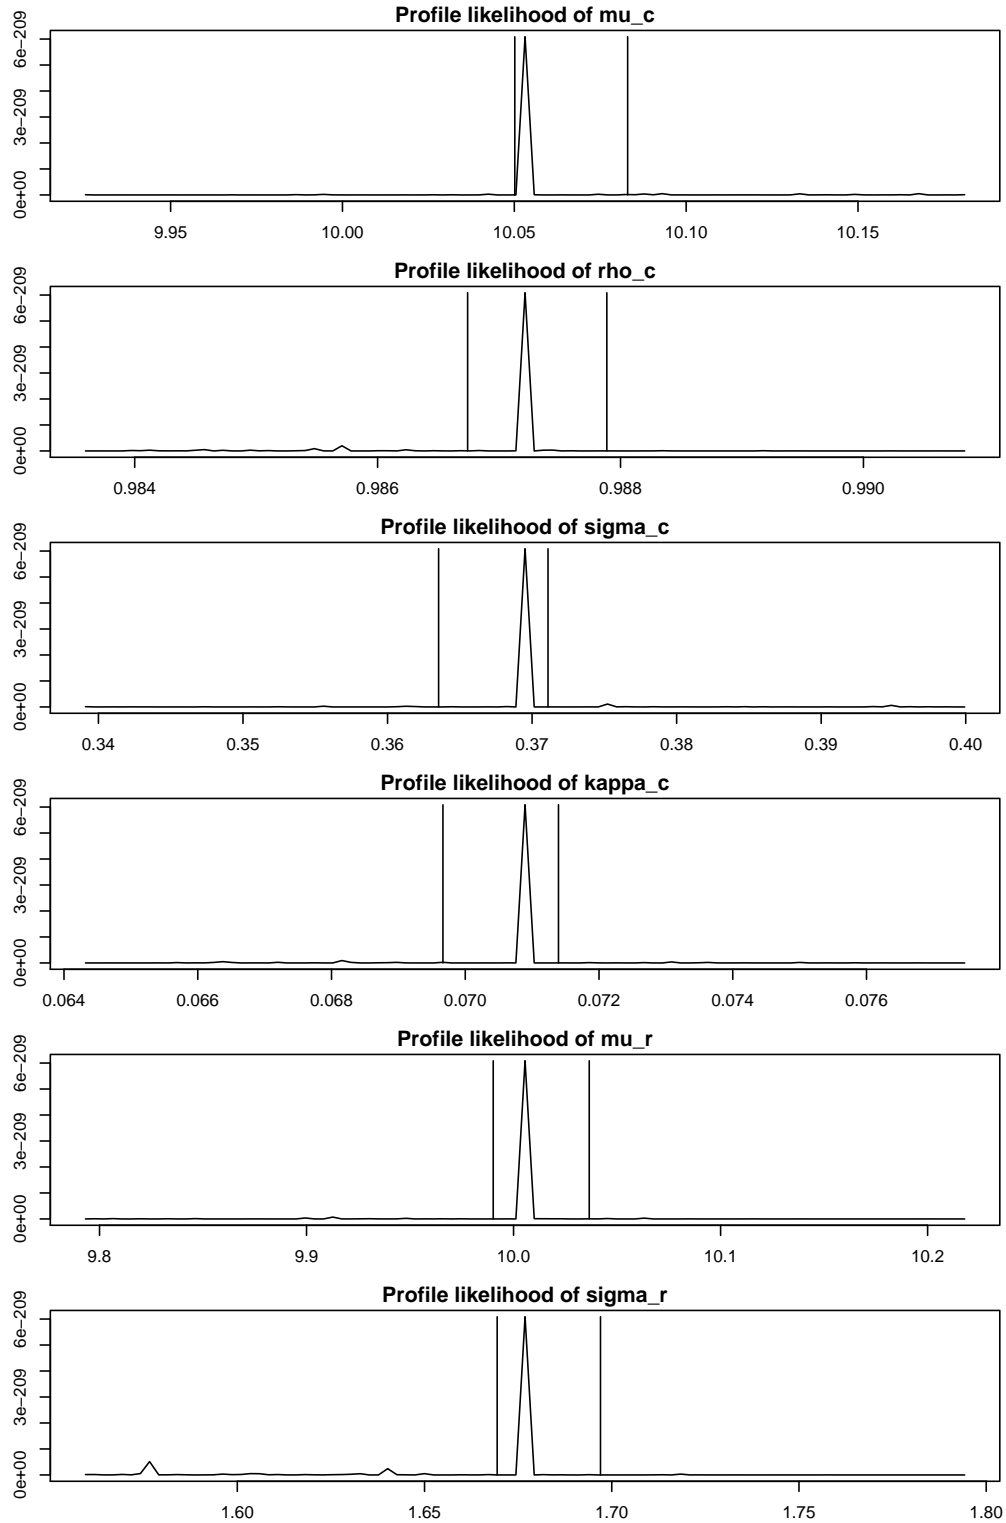 Profile likelihood of mu_c
6e−209
3e−209
0e+00
9.95 10.00 10.05 10.10 10.15
Profile likelihood of rho_c
6e−209
3e−209
0e+00
0.984 0.986 0.988 0.990
Profile likelihood of sigma_c
6e−209
3e−209
0e+00
0.34 0.35 0.36 0.37 0.38 0.39 0.40
Profile likelihood of kappa_c
6e−209
3e−209
0e+00
0.064 0.066 0.068 0.070 0.072 0.074 0.076
Profile likelihood of mu_r
6e−209
3e−209
0e+00
9.8 9.9 10.0 10.1 10.2
Profile likelihood of sigma_r
6e−209
3e−209
0e+00
1.60 1.65 1.70 1.75 1.80